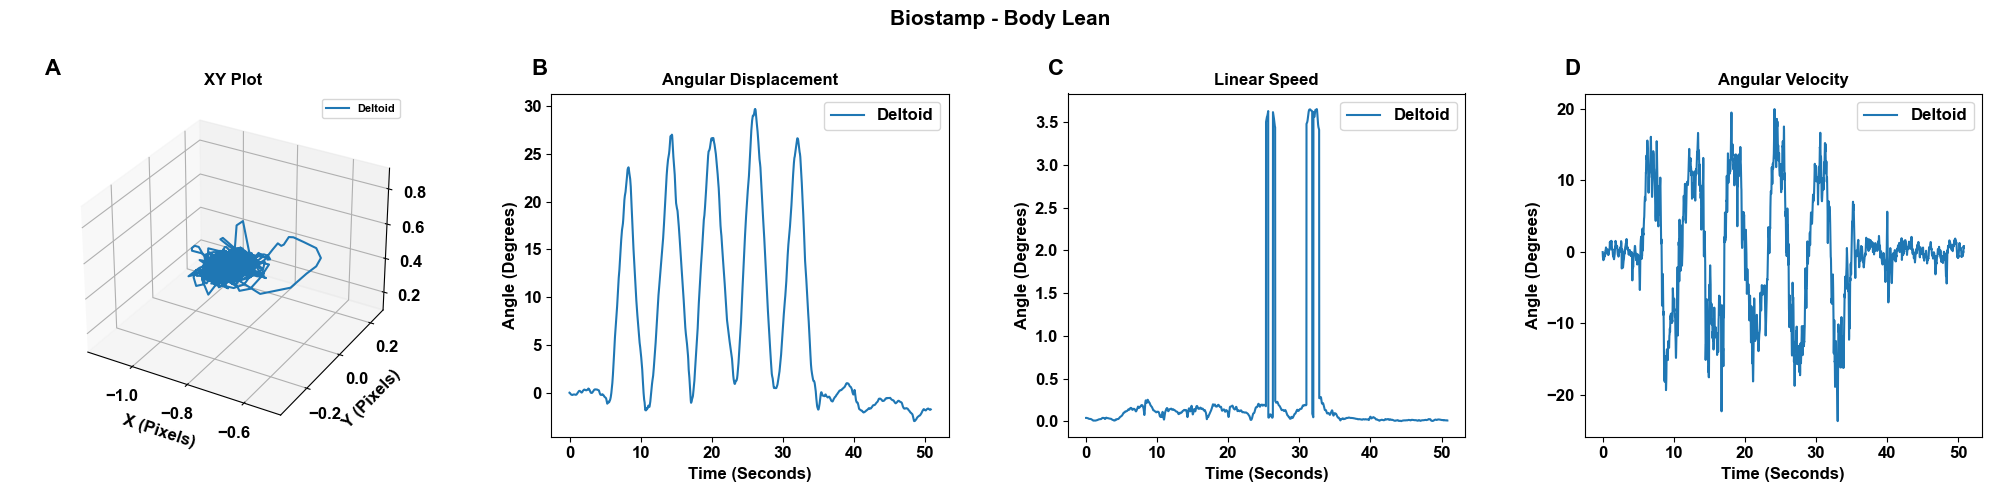 Biostamp - Body Lean
A
XY Plot
Deltoid
0.8
0.6
0.4
0.2
0.2
0.0
−0.2
−1.0
−0.8
−0.6
X (Pixels)
Y (Pixels)
B
Angular Displacement
Deltoid
30
25
20
15
10
5
0
Angle (Degrees)
0 10 20 30 40 50
Time (Seconds)
C
Linear Speed
Deltoid
3.5
3.0
2.5
2.0
1.5
1.0
0.5
0.0
Angle (Degrees)
0 10 20 30 40 50
Time (Seconds)
D
Angular Velocity
Deltoid
20
10
0
−10
−20
Angle (Degrees)
0 10 20 30 40 50
Time (Seconds)